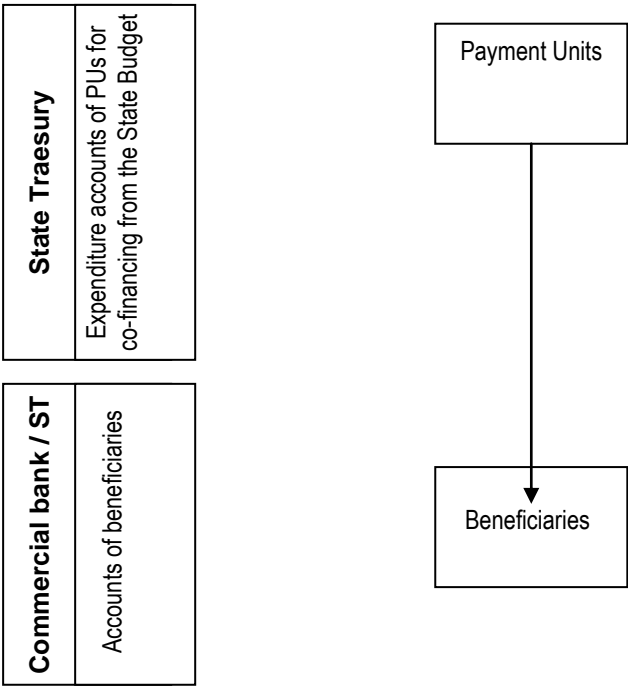 State Traesury
Expenditure accounts of PUs for
co-financing from the State Budget
Payment Units
Commercial bank / ST
Accounts of beneficiaries
Beneficiaries